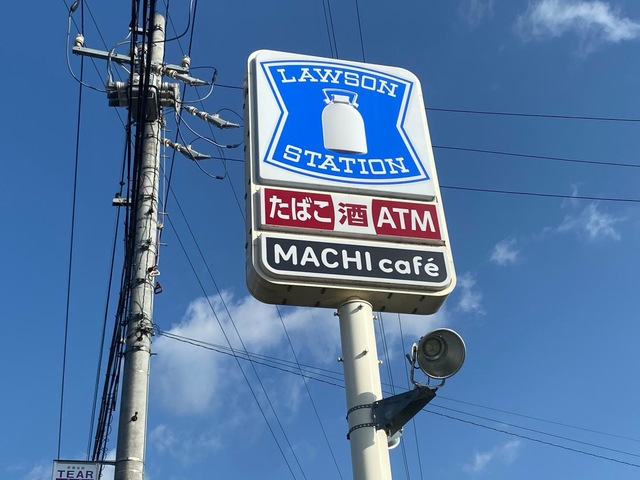 LAWSON
STATION
たばこ 酒 ATM
MACHI café
TEAR